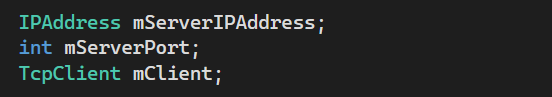 IPAddress mServerIPAddress;
int mServerPort;
TcpClient mClient;